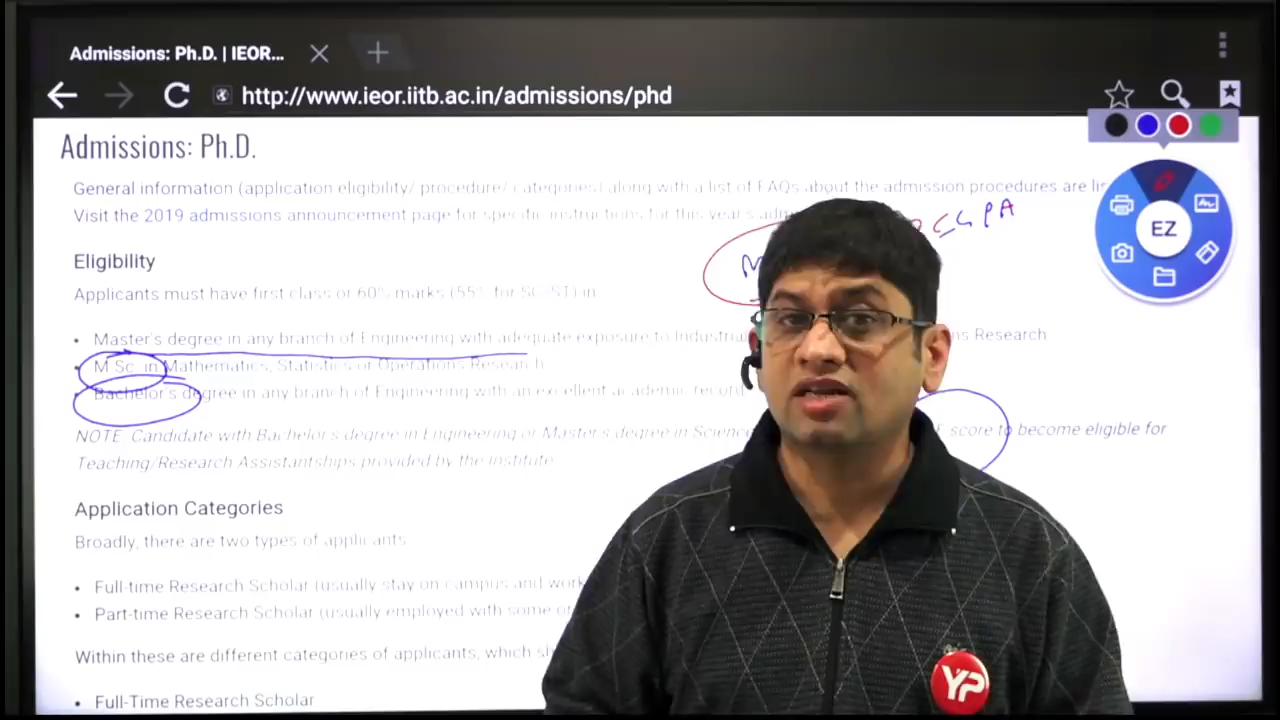 Admissions: Ph.D. | IEOR...
http://www.ieor.iitb.ac.in/admissions/phd
Admissions: Ph.D.
General information (application eligibility/ procedure/ categories) along with a list of FAQs about the admission procedures are
Visit the 2019 admissions announcement page for specific instructions for this year's
EZ
CGPA
Eligibility
Applicants must have first class or 60% marks (55% for SC/ST) in
• Master's degree in any branch of Engineering with adequate exposure to Research
• M.Sc. in Mathematics, Statistics or Operations Research
• Bachelor's degree in any branch of Engineering with an excellent academic record
NOTE: Candidate with Bachelor's degree in Engineering or Master's degree in score to become eligible for
Teaching/Research Assistantships provided by the Institute
Application Categories
Broadly, there are two types of applicants
• Full-time Research Scholar (usually stay on campus and work
• Part-time Research Scholar (usually employed with some
Within these are different categories of applicants, which
• Full-Time Research Scholar
YP